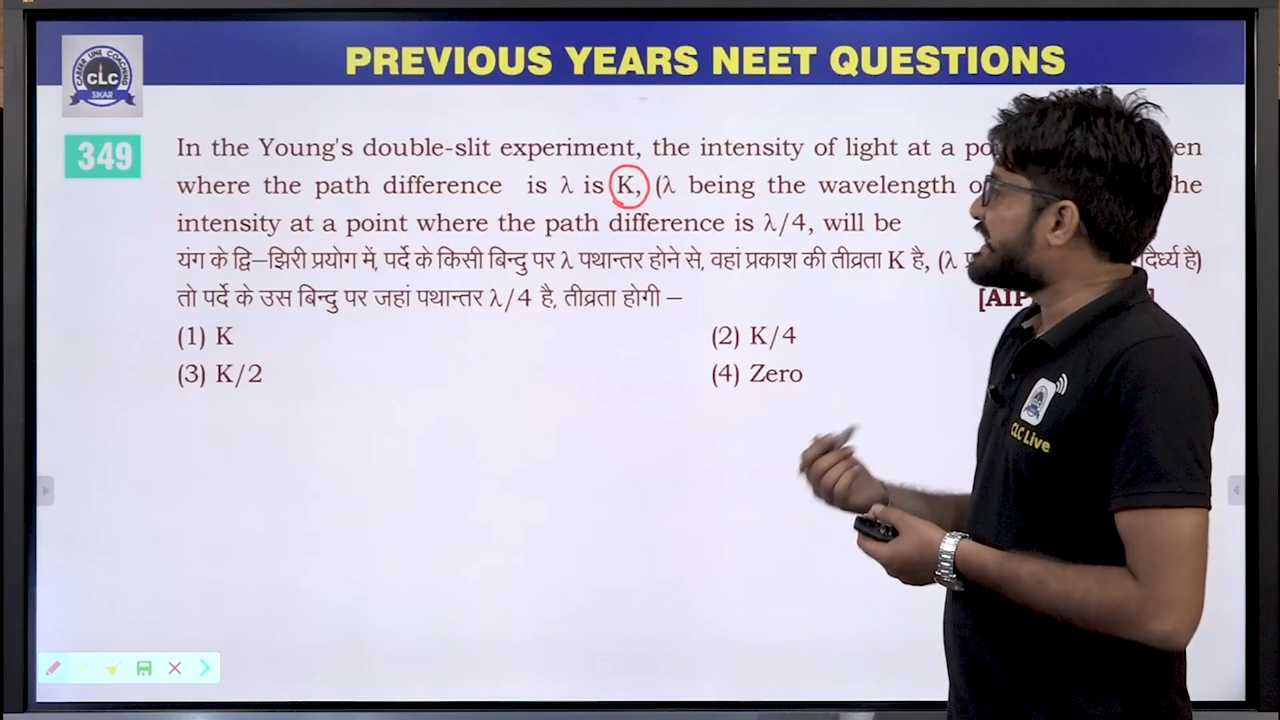 PREVIOUS YEARS NEET QUESTIONS
CAREER LINE COACHING
CLC
SIKAR
349
In the Young's double-slit experiment, the intensity of light at a
where the path difference is λ is K, (λ being the wavelength
intensity at a point where the path difference is λ/4, will be
यंग के द्वि–झिरी प्रयोग में, पर्दे के किसी बिन्दु पर λ पथान्तर होने से, वहां प्रकाश की तीव्रता K है, (λ है)
तो पर्दे के उस बिन्दु पर जहां पथान्तर λ/4 है, तीव्रता होगी –
(1) K
(2) K/4
(3) K/2
(4) Zero
CLC Live